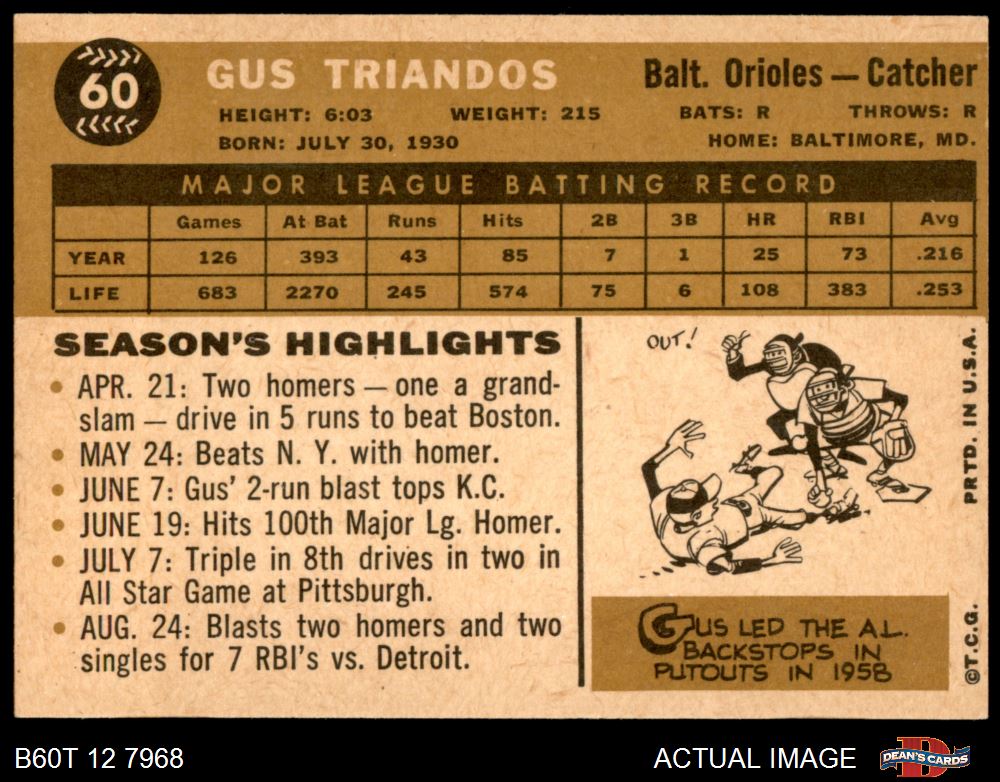 60
GUS TRIANDOS
Balt. Orioles — Catcher
HEIGHT: 6:03 WEIGHT: 215 BATS: R THROWS: R
BORN: JULY 30, 1930 HOME: BALTIMORE, MD.
MAJOR LEAGUE BATTING RECORD
Games At Bat Runs Hits 2B 3B HR RBI Avg
YEAR 126 393 43 85 7 1 25 73 .216
LIFE 683 2270 245 574 75 6 108 383 .253
SEASON'S HIGHLIGHTS
• APR. 21: Two homers — one a grand-
slam — drive in 5 runs to beat Boston.
• MAY 24: Beats N. Y. with homer.
• JUNE 7: Gus' 2-run blast tops K.C.
• JUNE 19: Hits 100th Major Lg. Homer.
• JULY 7: Triple in 8th drives in two in
All Star Game at Pittsburgh.
• AUG. 24: Blasts two homers and two
singles for 7 RBI's vs. Detroit.
OUT!
GUS LED THE A.L.
BACKSTOPS IN
PUTOUTS IN 1958
PRTD. IN U.S.A.
©T.C.G.
B60T 12 7968
ACTUAL IMAGE
DEAN'S CARDS